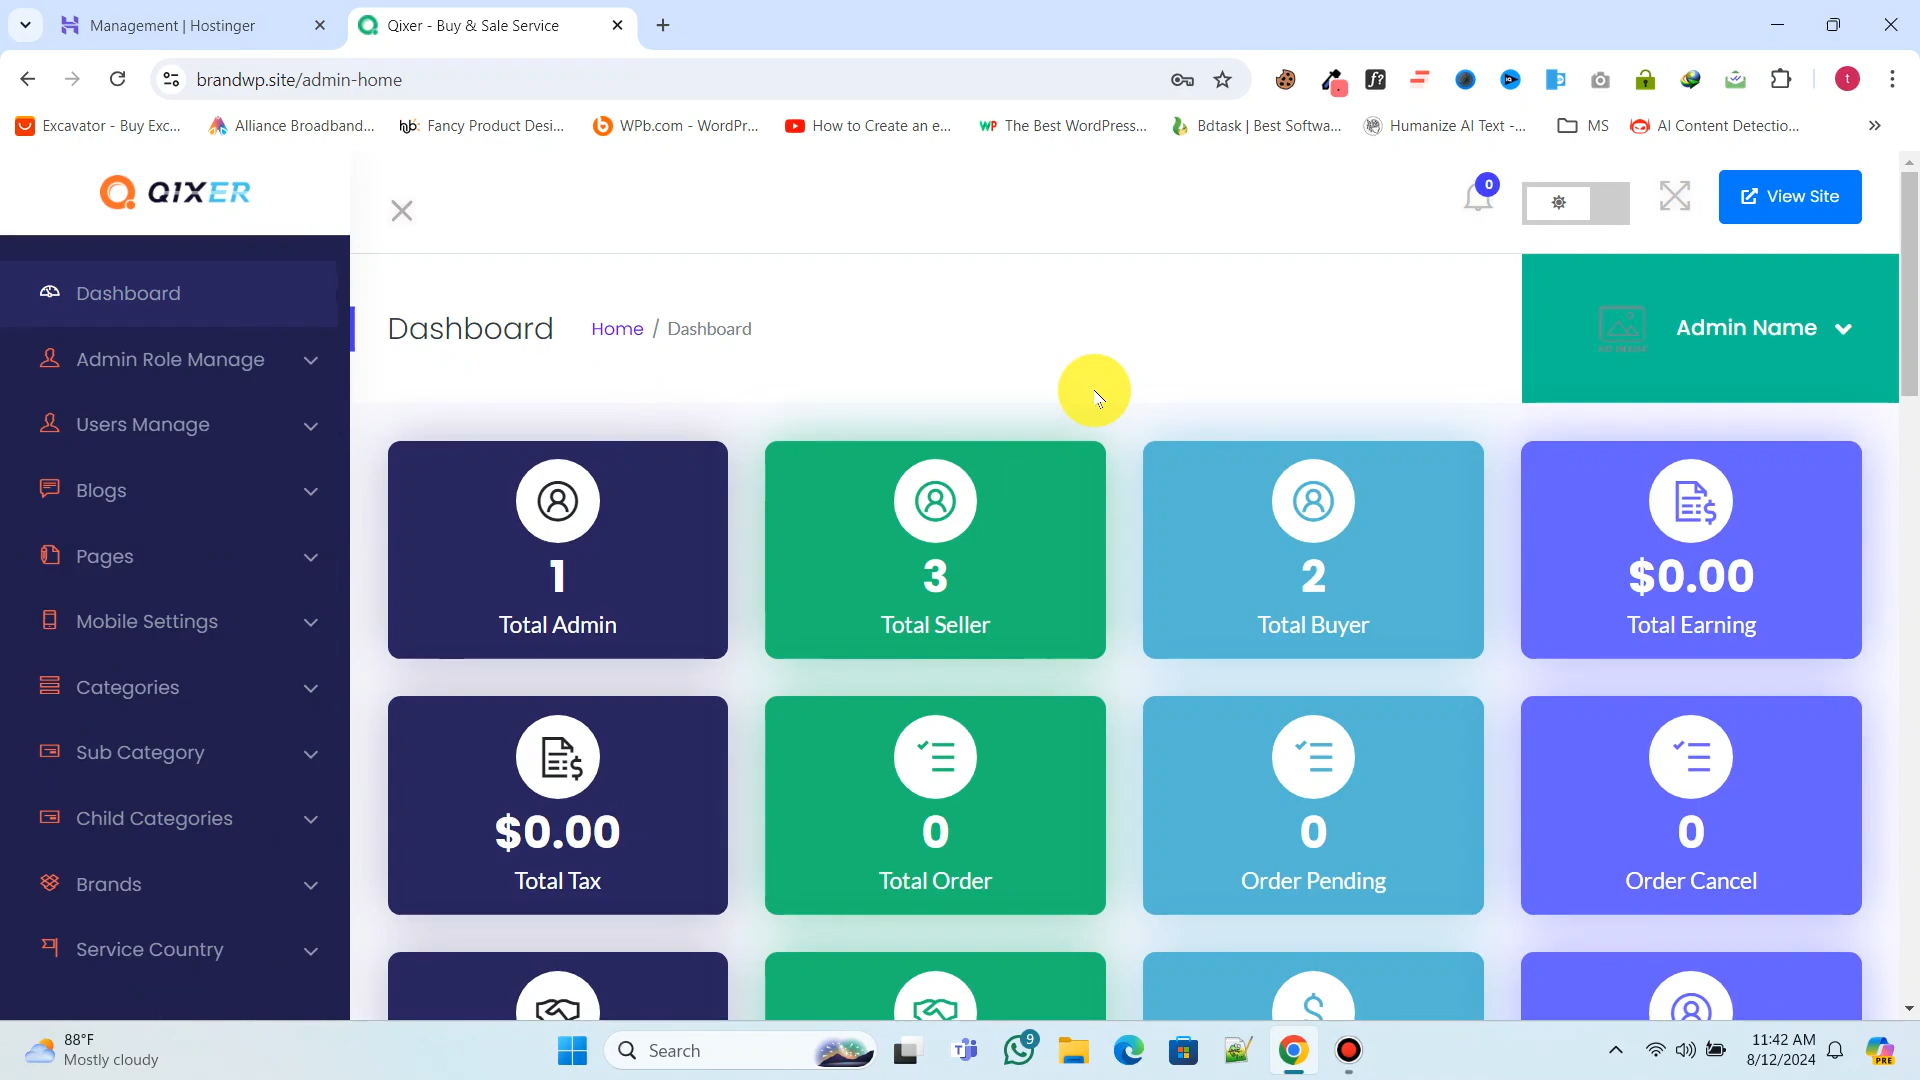 Management | Hostinger
Qixer - Buy & Sale Service
brandwp.site/admin-home
Excavator - Buy Exc...
Alliance Broadband...
Fancy Product Desi...
WPb.com - WordPr...
How to Create an e...
The Best WordPress...
Bdtask | Best Softwa...
Humanize AI Text -...
MS
AI Content Detectio...
QIXER
0
View Site
Dashboard
Admin Role Manage
Users Manage
Blogs
Pages
Mobile Settings
Categories
Sub Category
Child Categories
Brands
Service Country
Dashboard
Home / Dashboard
Admin Name
1
Total Admin
3
Total Seller
2
Total Buyer
$0.00
Total Earning
$0.00
Total Tax
0
Total Order
0
Order Pending
0
Order Cancel
88°F
Mostly cloudy
Search
9
11:42 AM
8/12/2024
PRE